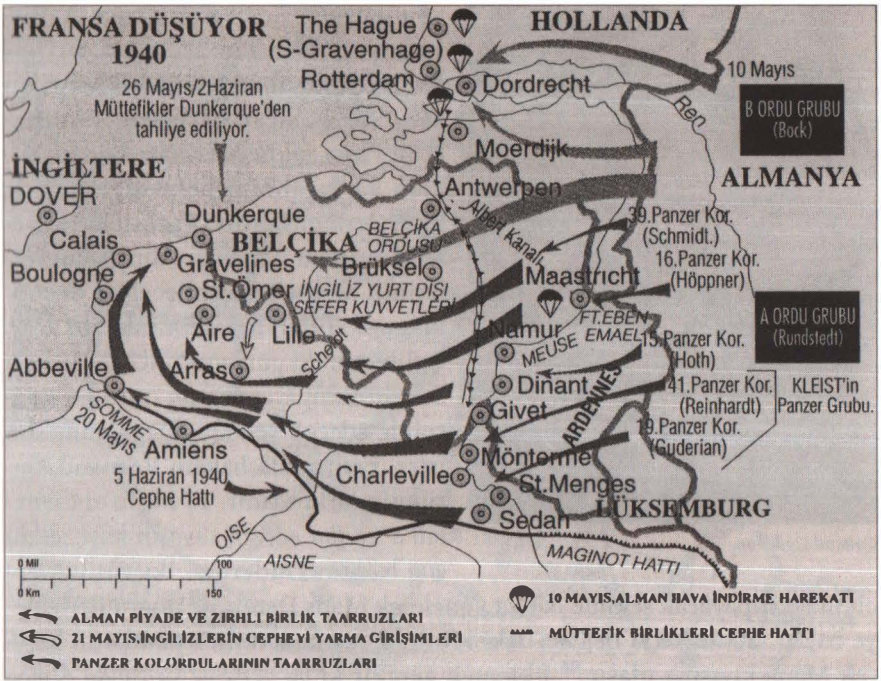 FRANSA DÜŞÜYOR
1940
26 Mayıs/2Haziran
Müttefikler Dunkerque'den
tahliye ediliyor.
The Hague
(S-Gravenhage)
Rotterdam
HOLLANDA
Dordrecht
10 Mayıs
Ren
B ORDU GRUBU
(Bock)
Moerdijk
ALMANYA
İNGİLTERE
DOVER
Antwerpen
Albert Kanalı
Dunkerque
BELÇİKA
BELÇİKA
ORDUSU
39.Panzer Kor.
(Schmidt.)
Calais
Gravelines
Brüksel
16.Panzer Kor.
(Höppner)
Boulogne
St.Ömer
İNGİLİZ YURT DIŞI
SEFER KUVVETLERİ
Maastricht
FT.EBEN
EMAEL
A ORDU GRUBU
(Rundstedt)
Aire
Lille
Scheldt
Namur
MEUSE
15.Panzer Kor.
(Hoth)
Abbeville
Arras
Dinant
ARDENNES
41.Panzer Kor.
(Reinhardt)
KLEIST'in
Panzer Grubu.
Givet
SOMME
20 Mayıs
19.Panzer Kor.
(Guderian)
Amiens
Möntorme
5 Haziran 1940
Cephe Hattı
Charleville
St.Menges
LÜKSEMBURG
Sedan
OISE
AISNE
MAGINOT HATTI
0 Mil 100
0 Km 150
10 MAYIS,ALMAN HAVA İNDİRME HAREKATI
ALMAN PİYADE VE ZIRHLI BİRLİK TAARRUZLARI
21 MAYIS,İNGİLİZLERİN CEPHEYİ YARMA GİRİŞİMLERİ
MÜTTEFİK BİRLİKLERİ CEPHE HATTI
PANZER KOLORDULARININ TAARRUZLARI